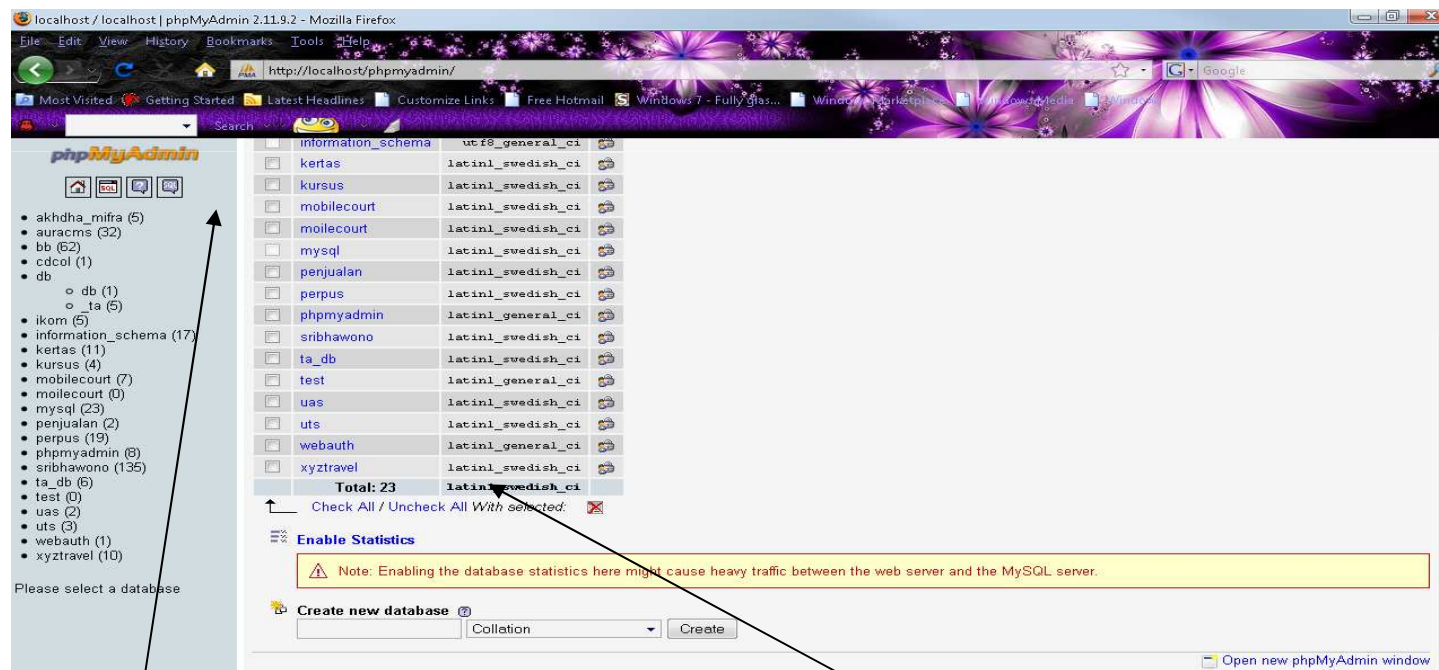 localhost / localhost | phpMyAdmin 2.11.9.2 - Mozilla Firefox
File Edit View History Bookmarks Tools Help
http://localhost/phpmyadmin/
Google
Most Visited Getting Started Latest Headlines Customize Links Free Hotmail Windows 7 - Fully glas... Windows Marketplace Windows Media Windows
Search
phpMyAdmin
SQL
akhdha_mifra (5)
auracms (32)
bb (62)
cdcol (1)
db
db (1)
_ta (5)
ikom (5)
information_schema (17)
kertas (11)
kursus (4)
mobilecourt (7)
moilecourt (0)
mysql (23)
penjualan (2)
perpus (19)
phpmyadmin (8)
sribhawono (135)
ta_db (6)
test (0)
uas (2)
uts (3)
webauth (1)
xyztravel (10)
Please select a database
information_schema utf8_general_ci
kertas latin1_swedish_ci
kursus latin1_swedish_ci
mobilecourt latin1_swedish_ci
moilecourt latin1_swedish_ci
mysql latin1_swedish_ci
penjualan latin1_swedish_ci
perpus latin1_swedish_ci
phpmyadmin latin1_general_ci
sribhawono latin1_swedish_ci
ta_db latin1_swedish_ci
test latin1_general_ci
uas latin1_swedish_ci
uts latin1_swedish_ci
webauth latin1_general_ci
xyztravel latin1_swedish_ci
Total: 23 latin1_swedish_ci
Check All / Uncheck All With selected:
Enable Statistics
Note: Enabling the database statistics here might cause heavy traffic between the web server and the MySQL server.
Create new database
Collation Create
Open new phpMyAdmin window